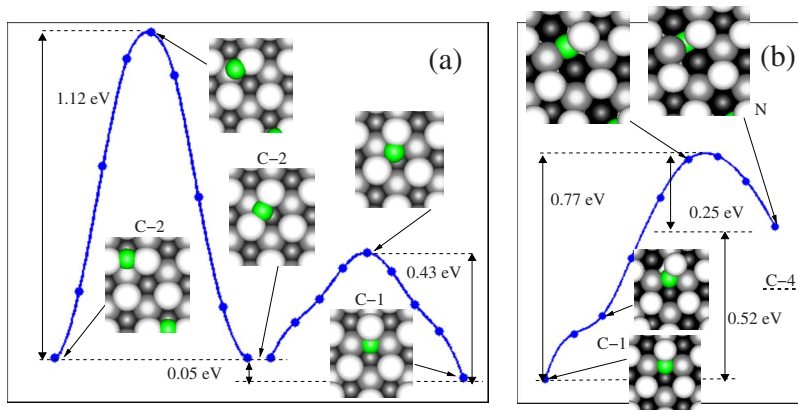 (a)
1.12 eV
C−2
C−2
0.43 eV
C−1
0.05 eV
(b)
N
0.77 eV
0.25 eV
C−4
0.52 eV
C−1